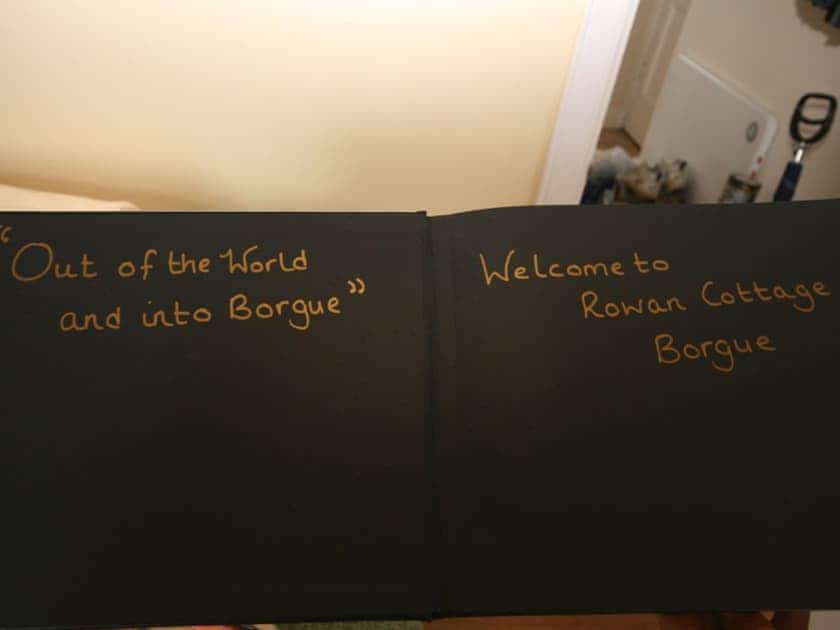 “Out of the World
and into Borgue”
Welcome to
Rowan Cottage
Borgue